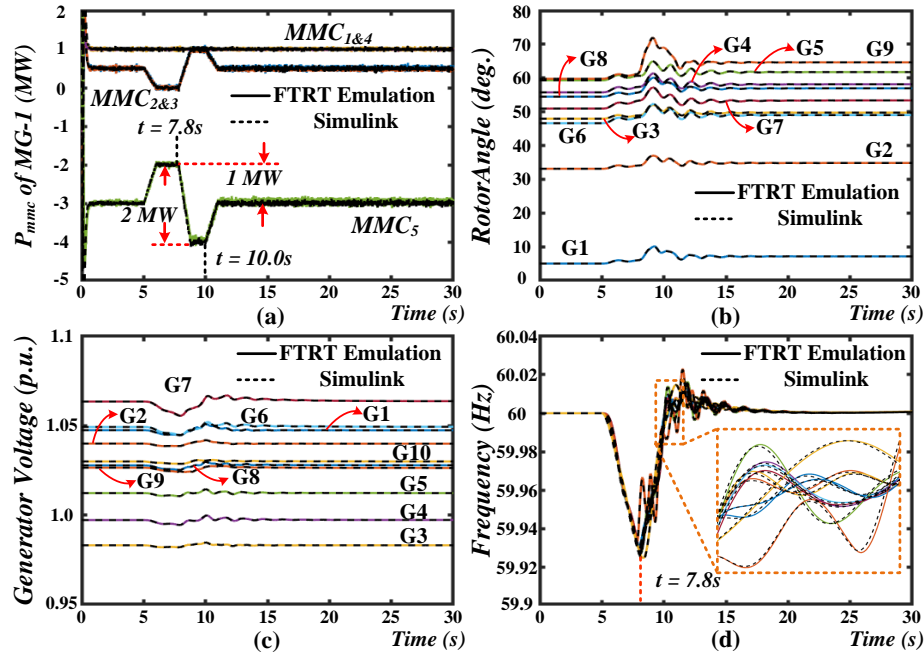 P_mmc of MG-1 (MW)
2
1
0
-1
-2
-3
-4
-5
MMC1&4
MMC2&3
FTRT Emulation
Simulink
t = 7.8s
1 MW
2 MW
MMC5
t = 10.0s
0 5 10 15 20 25 30
(a)
Time (s)
RotorAngle (deg.)
80
70
60
50
40
30
20
10
0
G8
G4
G5
G9
G6
G3
G7
G2
FTRT Emulation
Simulink
G1
0 5 10 15 20 25 30
(b)
Time (s)
Generator Voltage (p.u.)
1.1
1.05
1.0
0.95
FTRT Emulation
Simulink
G7
G2
G6
G1
G10
G9
G8
G5
G4
G3
0 5 10 15 20 25 30
(c)
Time (s)
Frequency (Hz)
60.04
60.02
60
59.98
59.96
59.94
59.92
59.9
FTRT Emulation
Simulink
t = 7.8s
0 5 10 15 20 25 30
(d)
Time (s)